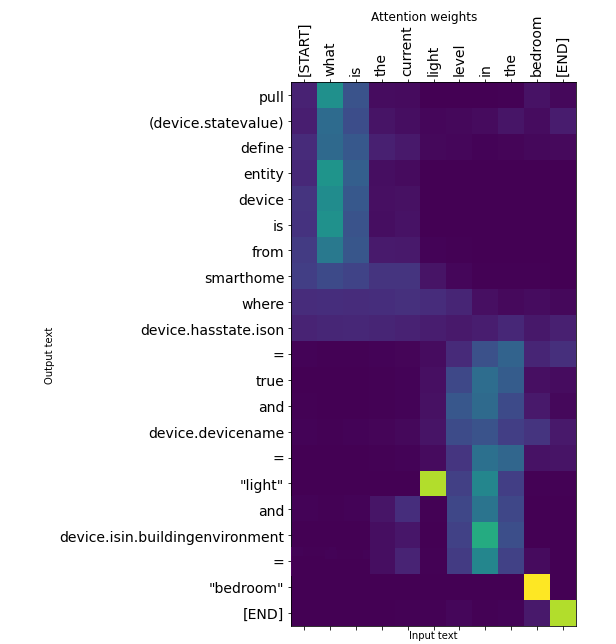 Attention weights
[START] what is the current light level in the bedroom [END]
pull
(device.statevalue)
define
entity
device
is
from
smarthome
where
device.hasstate.ison
=
true
and
device.devicename
=
"light"
and
device.isin.buildingenvironment
=
"bedroom"
[END]
Output text
Input text